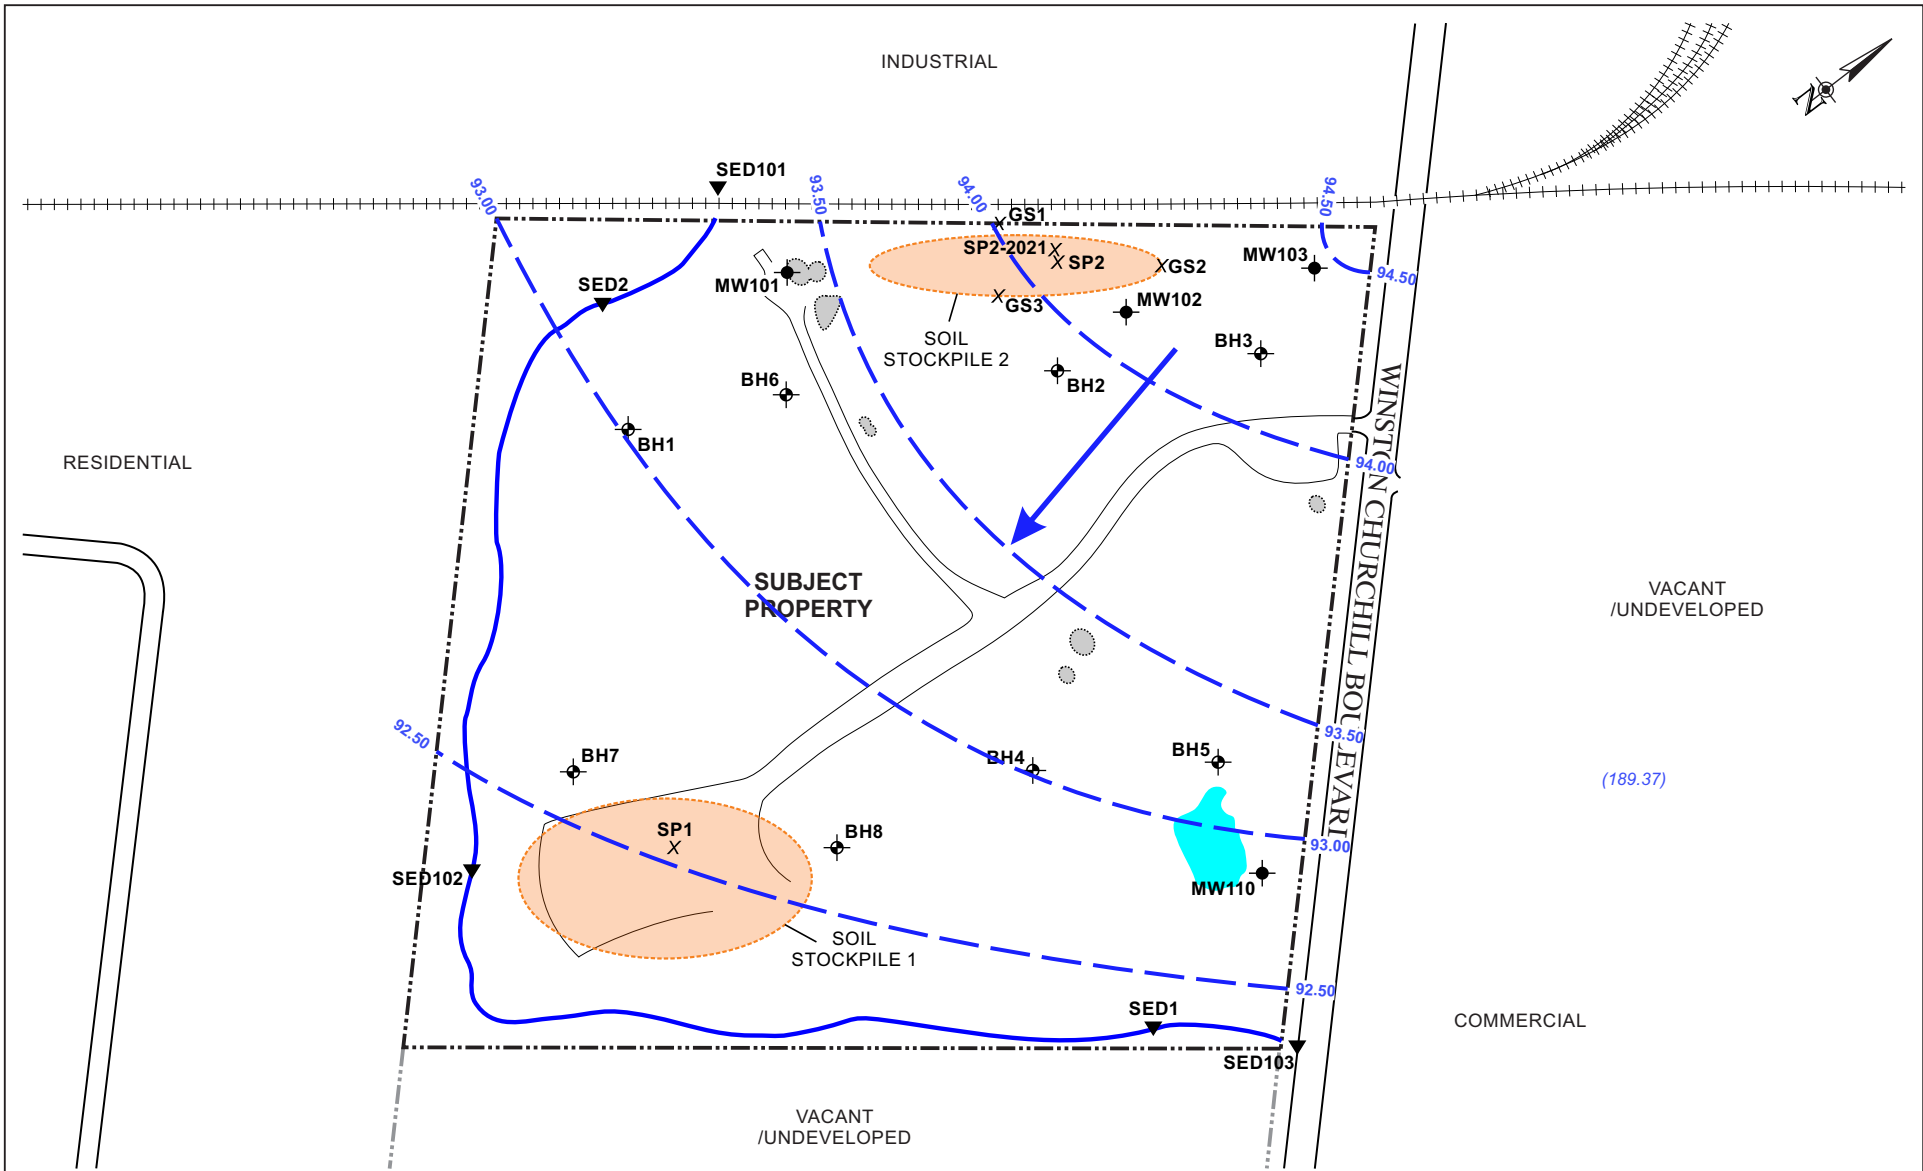 INDUSTRIAL
N
SED101
93.00
93.50
94.00
94.50
GS1
SP2-2021
SP2
GS2
MW103
94.50
SED2
MW101
GS3
MW102
SOIL
STOCKPILE 2
BH3
BH6
BH2
BH1
RESIDENTIAL
94.00
WINSTON CHURCHILL BOULEVARD
SUBJECT
PROPERTY
VACANT
/UNDEVELOPED
92.50
93.50
BH7
BH4
BH5
(189.37)
SP1
BH8
93.00
SED102
MW110
SOIL
STOCKPILE 1
92.50
SED1
COMMERCIAL
SED103
VACANT
/UNDEVELOPED